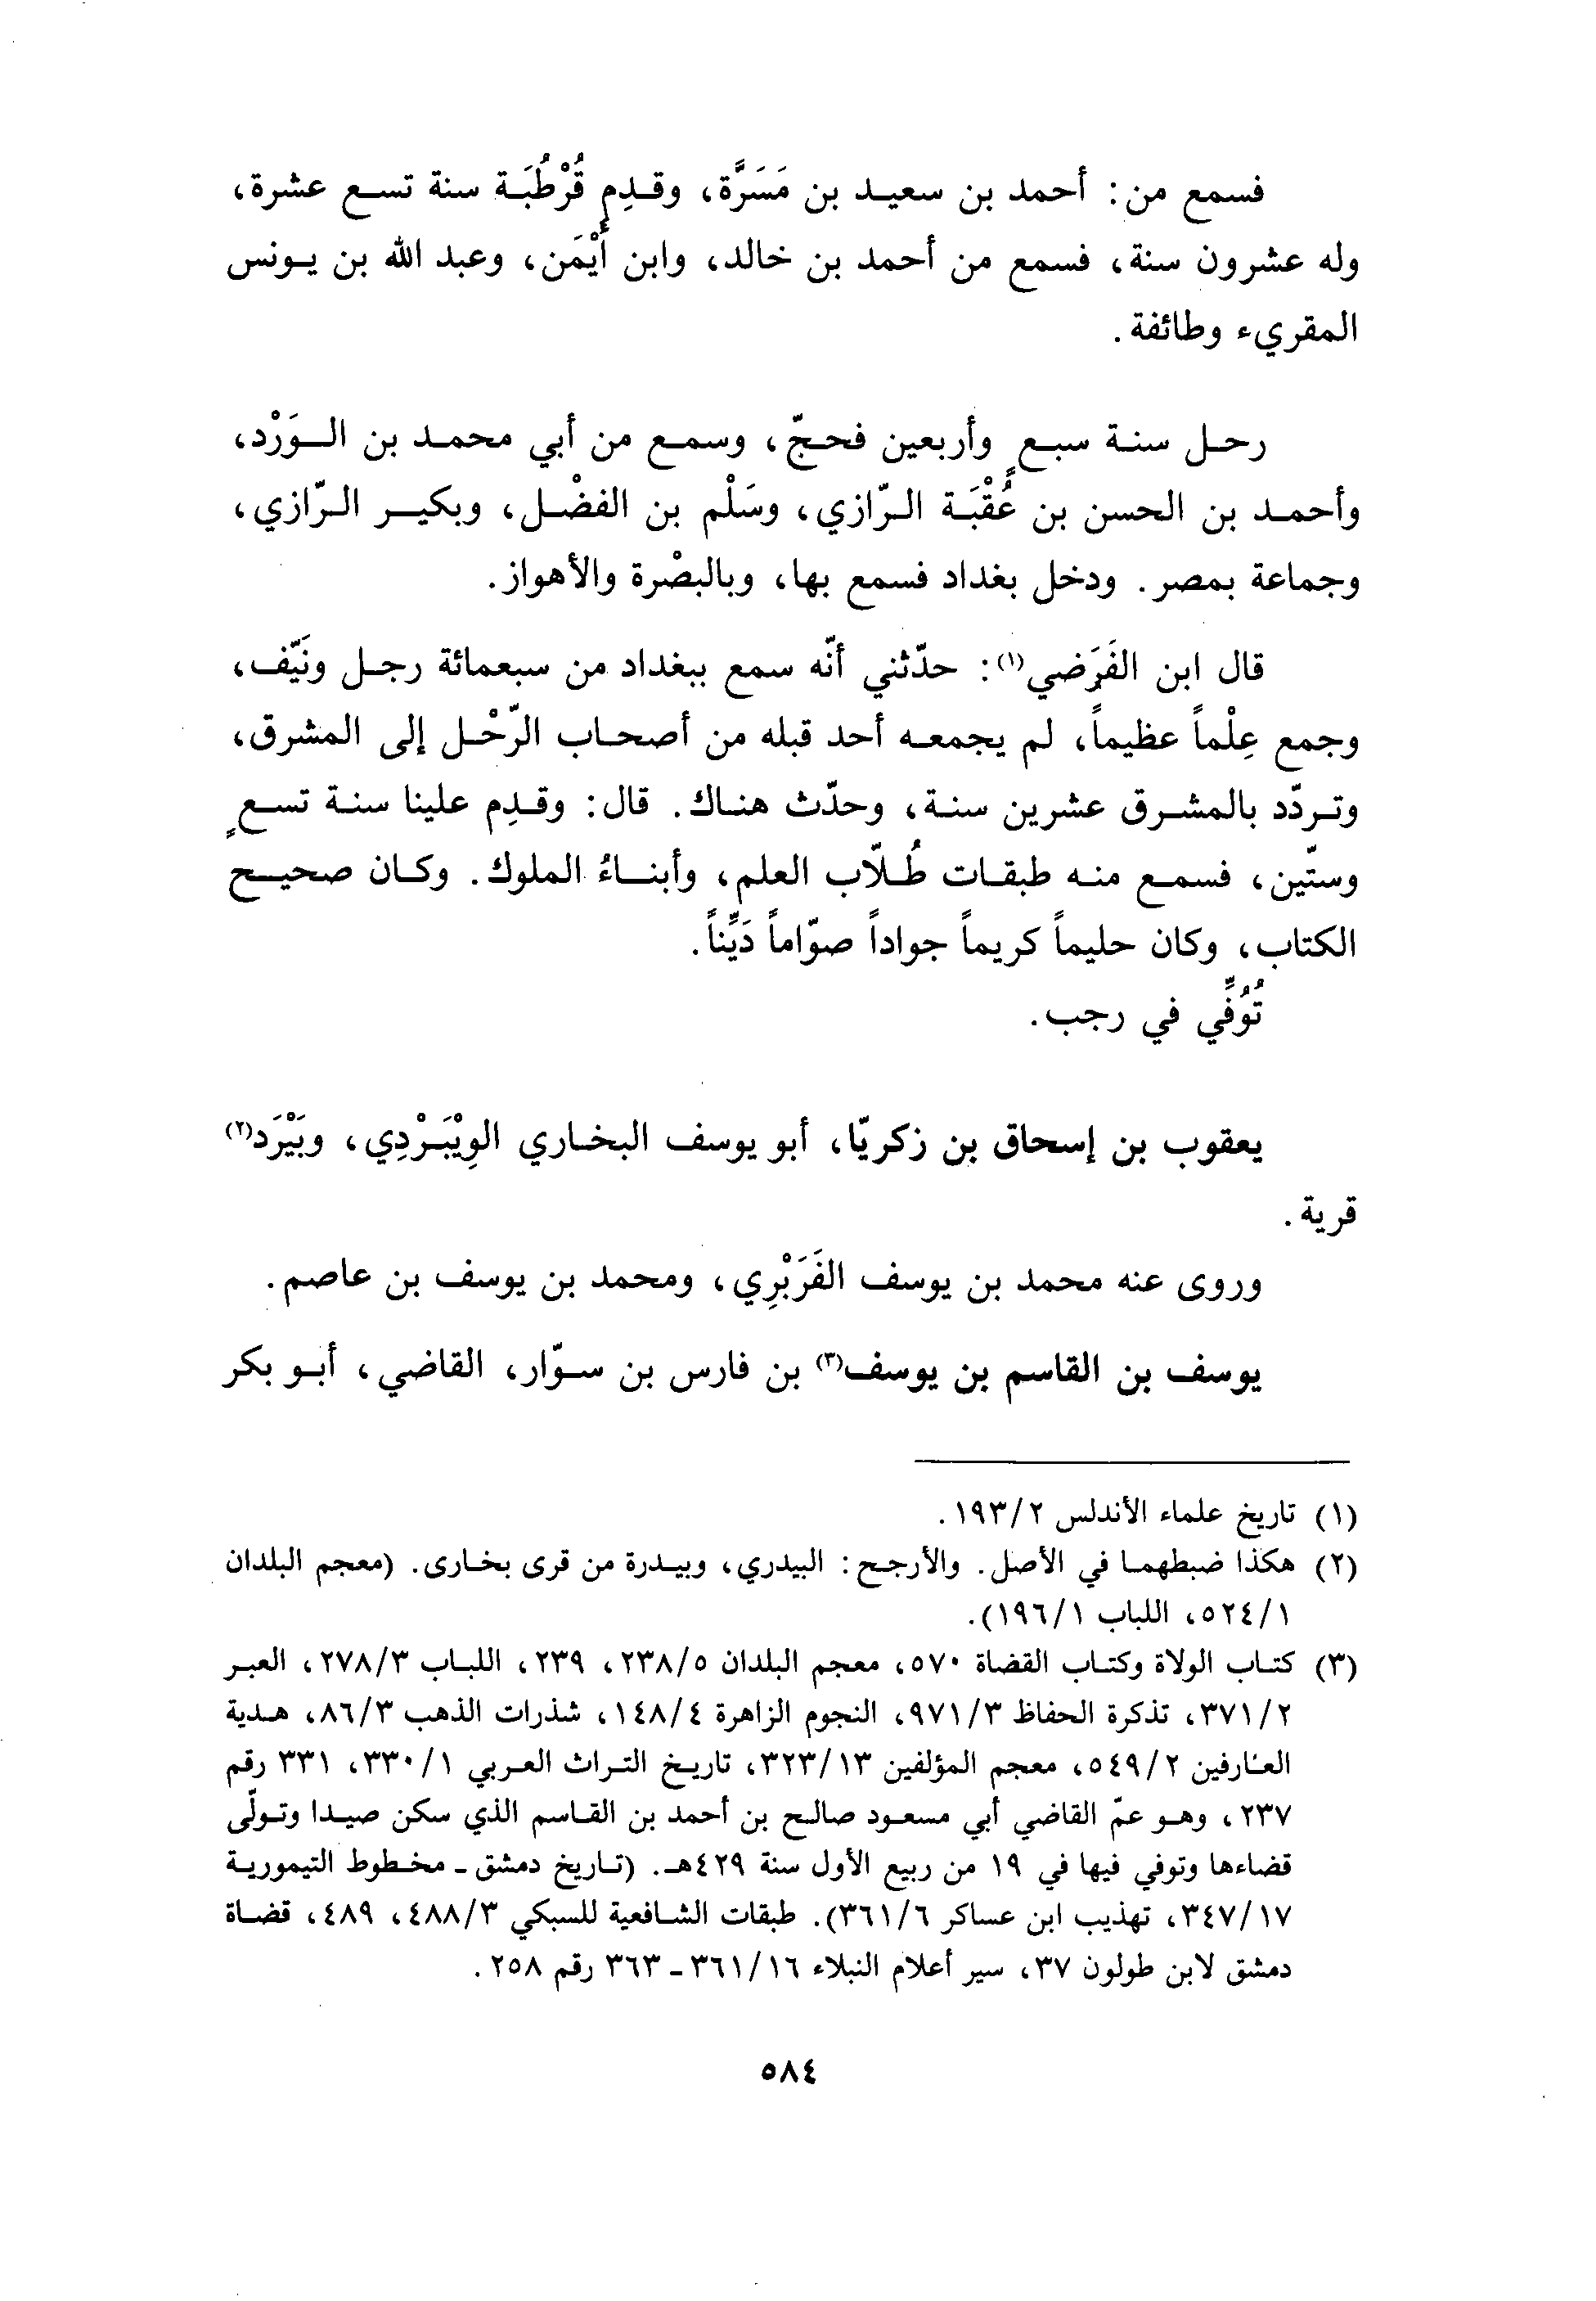 فسمع من: أحمد بن سعيد بن مَسَرَّة، وقدِم قُرْطُبَة سنة تسع عشرة،
وله عشرون سنة، فسمع من أحمد بن خالد، وابن أَيْمَن، وعبد الله بن يونس
المقريء وطائفة.
رحل سنة سبعٍ وأربعين فحجّ، وسمع من أبي محمد بن الوَرْد،
وأحمد بن الحسن بن عُقْبَة الرّازي، وسَلْم بن الفضْل، وبكير الرّازي،
وجماعة بمصر. ودخل بغداد فسمع بها، وبالبصْرة والأهواز.
قال ابن الفَرَضي(١): حدّثني أنّه سمع ببغداد من سبعمائة رجل ونَيّف،
وجمع عِلْماً عظيماً، لم يجمعه أحد قبله من أصحاب الرّحْل إلى المشرق،
وتردّد بالمشرق عشرين سنة، وحدّث هناك. قال: وقدِم علينا سنة تسعٍ
وستّين، فسمع منه طبقات طُلّاب العلم، وأبناءُ الملوك. وكان صحيح
الكتاب، وكان حليماً كريماً جواداً صوّاماً دَيِّناً.
تُوُفِّي في رجب.
يعقوب بن إسحاق بن زكريّا، أبو يوسف البخاري الوِيْبَرْدِي، وبَيْرَد(٢)
قرية.
وروى عنه محمد بن يوسف الفَرَبْرِي، ومحمد بن يوسف بن عاصم.
يوسف بن القاسم بن يوسف(٣) بن فارس بن سوّار، القاضي، أبو بكر
(١) تاريخ علماء الأندلس ١٩٣/٢.
(٢) هكذا ضبطهما في الأصل. والأرجح: البيدري، وبيدرة من قرى بخارى. (معجم البلدان
٥٢٤/١، اللباب ١٩٦/١).
(٣) كتاب الولاة وكتاب القضاة ٥٧٠، معجم البلدان ٢٣٨/٥، ٢٣٩، اللباب ٢٧٨/٣، العبر
٣٧١/٢، تذكرة الحفاظ ٩٧١/٣، النجوم الزاهرة ١٤٨/٤، شذرات الذهب ٨٦/٣، هدية
العارفين ٥٤٩/٢، معجم المؤلفين ٣٢٣/١٣، تاريخ التراث العربي ٣٣٠/١، ٣٣١ رقم
٢٣٧، وهو عمّ القاضي أبي مسعود صالح بن أحمد بن القاسم الذي سكن صيدا وتولّى
قضاءها وتوفي فيها في ١٩ من ربيع الأول سنة ٤٢٩هـ. (تاريخ دمشق - مخطوط التيمورية
٣٤٧/١٧، تهذيب ابن عساكر ٣٦١/٦). طبقات الشافعية للسبكي ٤٨٨/٣، ٤٨٩، قضاة
دمشق لابن طولون ٣٧، سير أعلام النبلاء ٣٦١/١٦ - ٣٦٣ رقم ٢٥٨.
٥٨٤